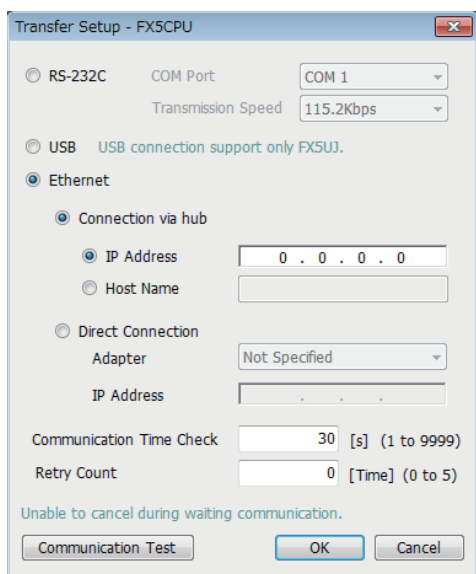 Transfer Setup - FX5CPU
RS-232C COM Port COM 1
Transmission Speed 115.2Kbps
USB USB connection support only FX5UJ.
Ethernet
Connection via hub
IP Address 0 . 0 . 0 . 0
Host Name
Direct Connection
Adapter Not Specified
IP Address . . .
Communication Time Check 30 [s] (1 to 9999)
Retry Count 0 [Time] (0 to 5)
Unable to cancel during waiting communication.
Communication Test OK Cancel